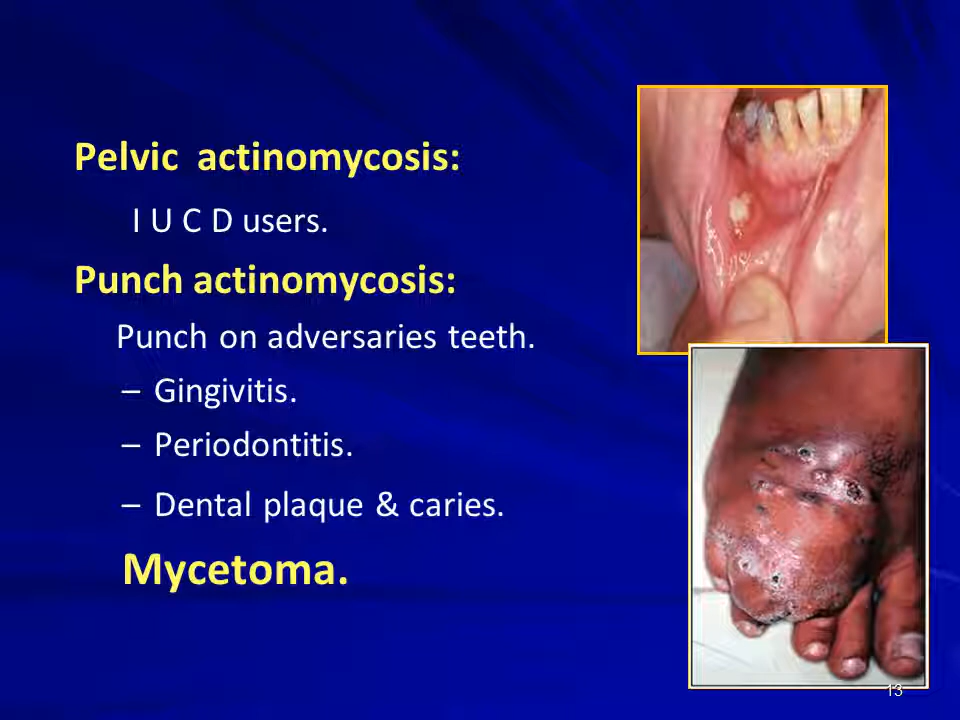 Pelvic actinomycosis:
I U C D users.
Punch actinomycosis:
Punch on adversaries teeth.
– Gingivitis.
– Periodontitis.
– Dental plaque & caries.
Mycetoma.
13